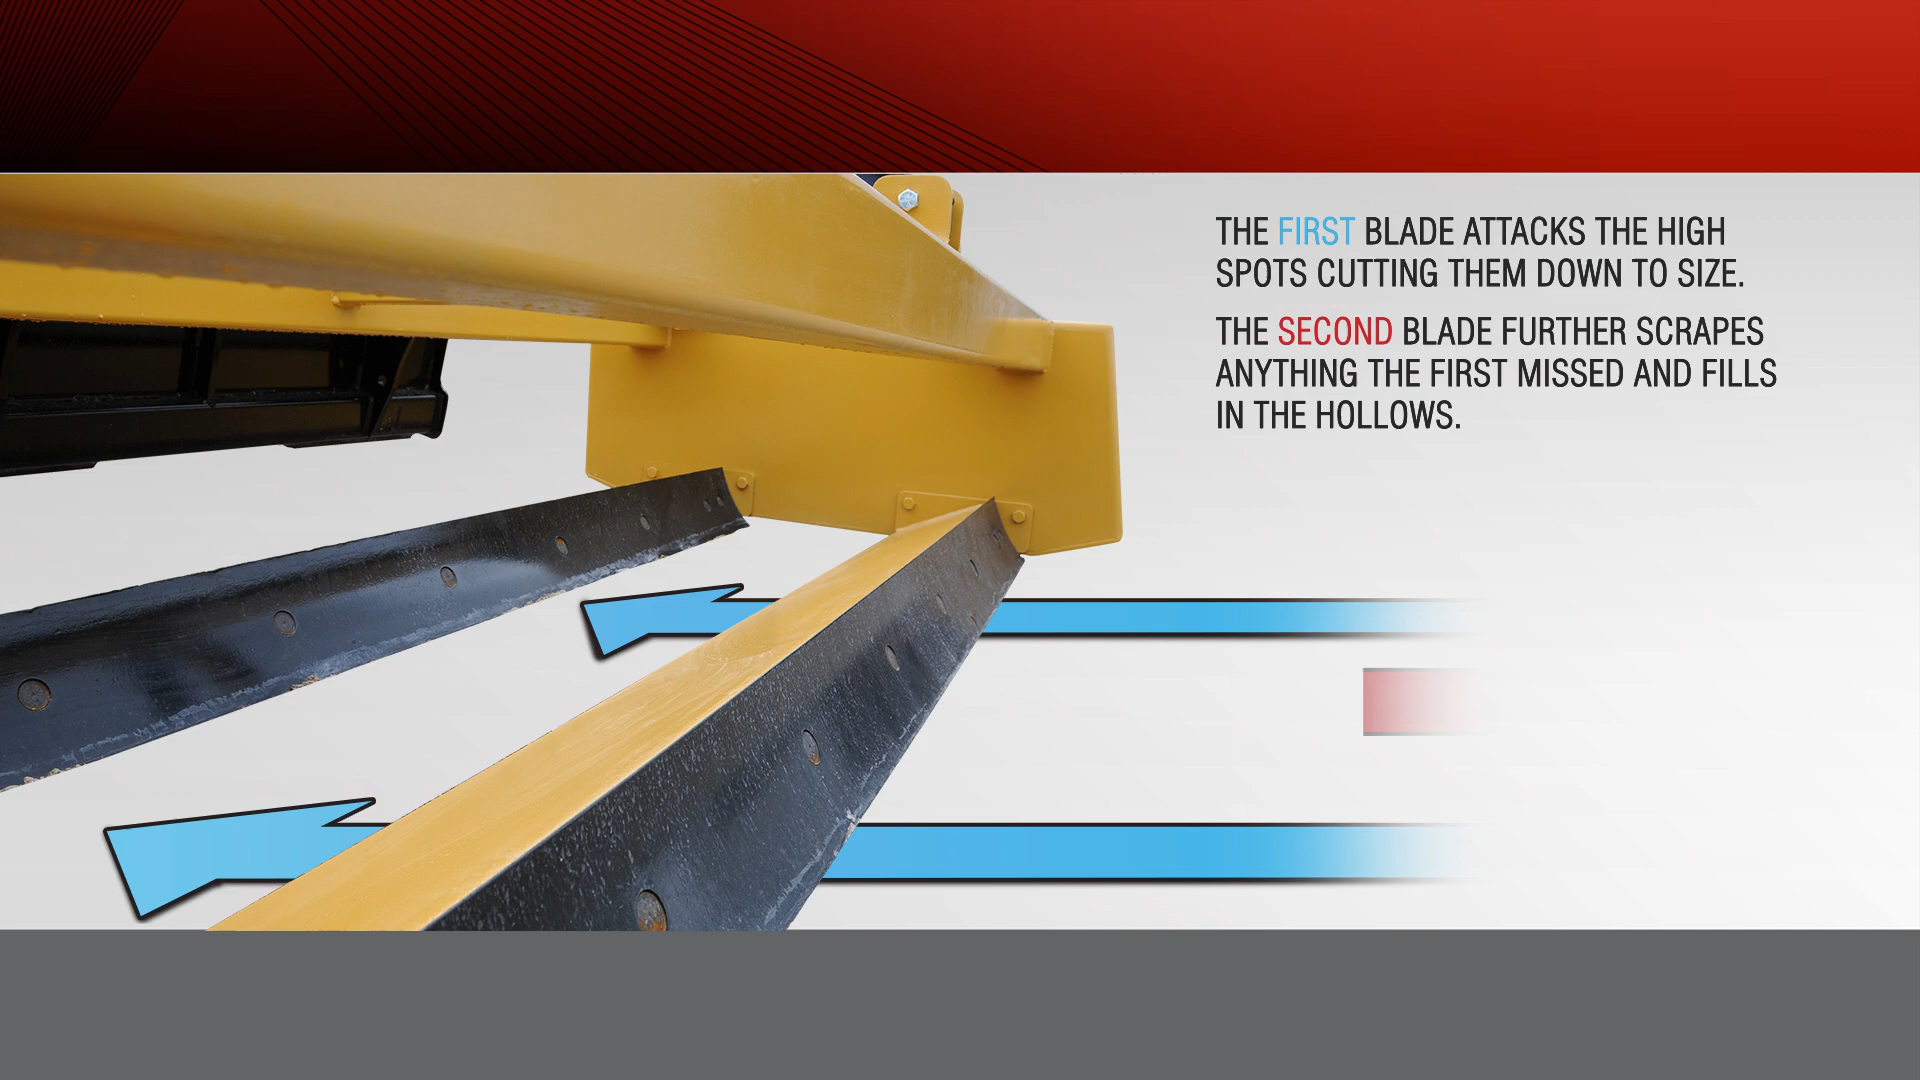 THE FIRST BLADE ATTACKS THE HIGH
SPOTS CUTTING THEM DOWN TO SIZE.
THE SECOND BLADE FURTHER SCRAPES
ANYTHING THE FIRST MISSED AND FILLS
IN THE HOLLOWS.